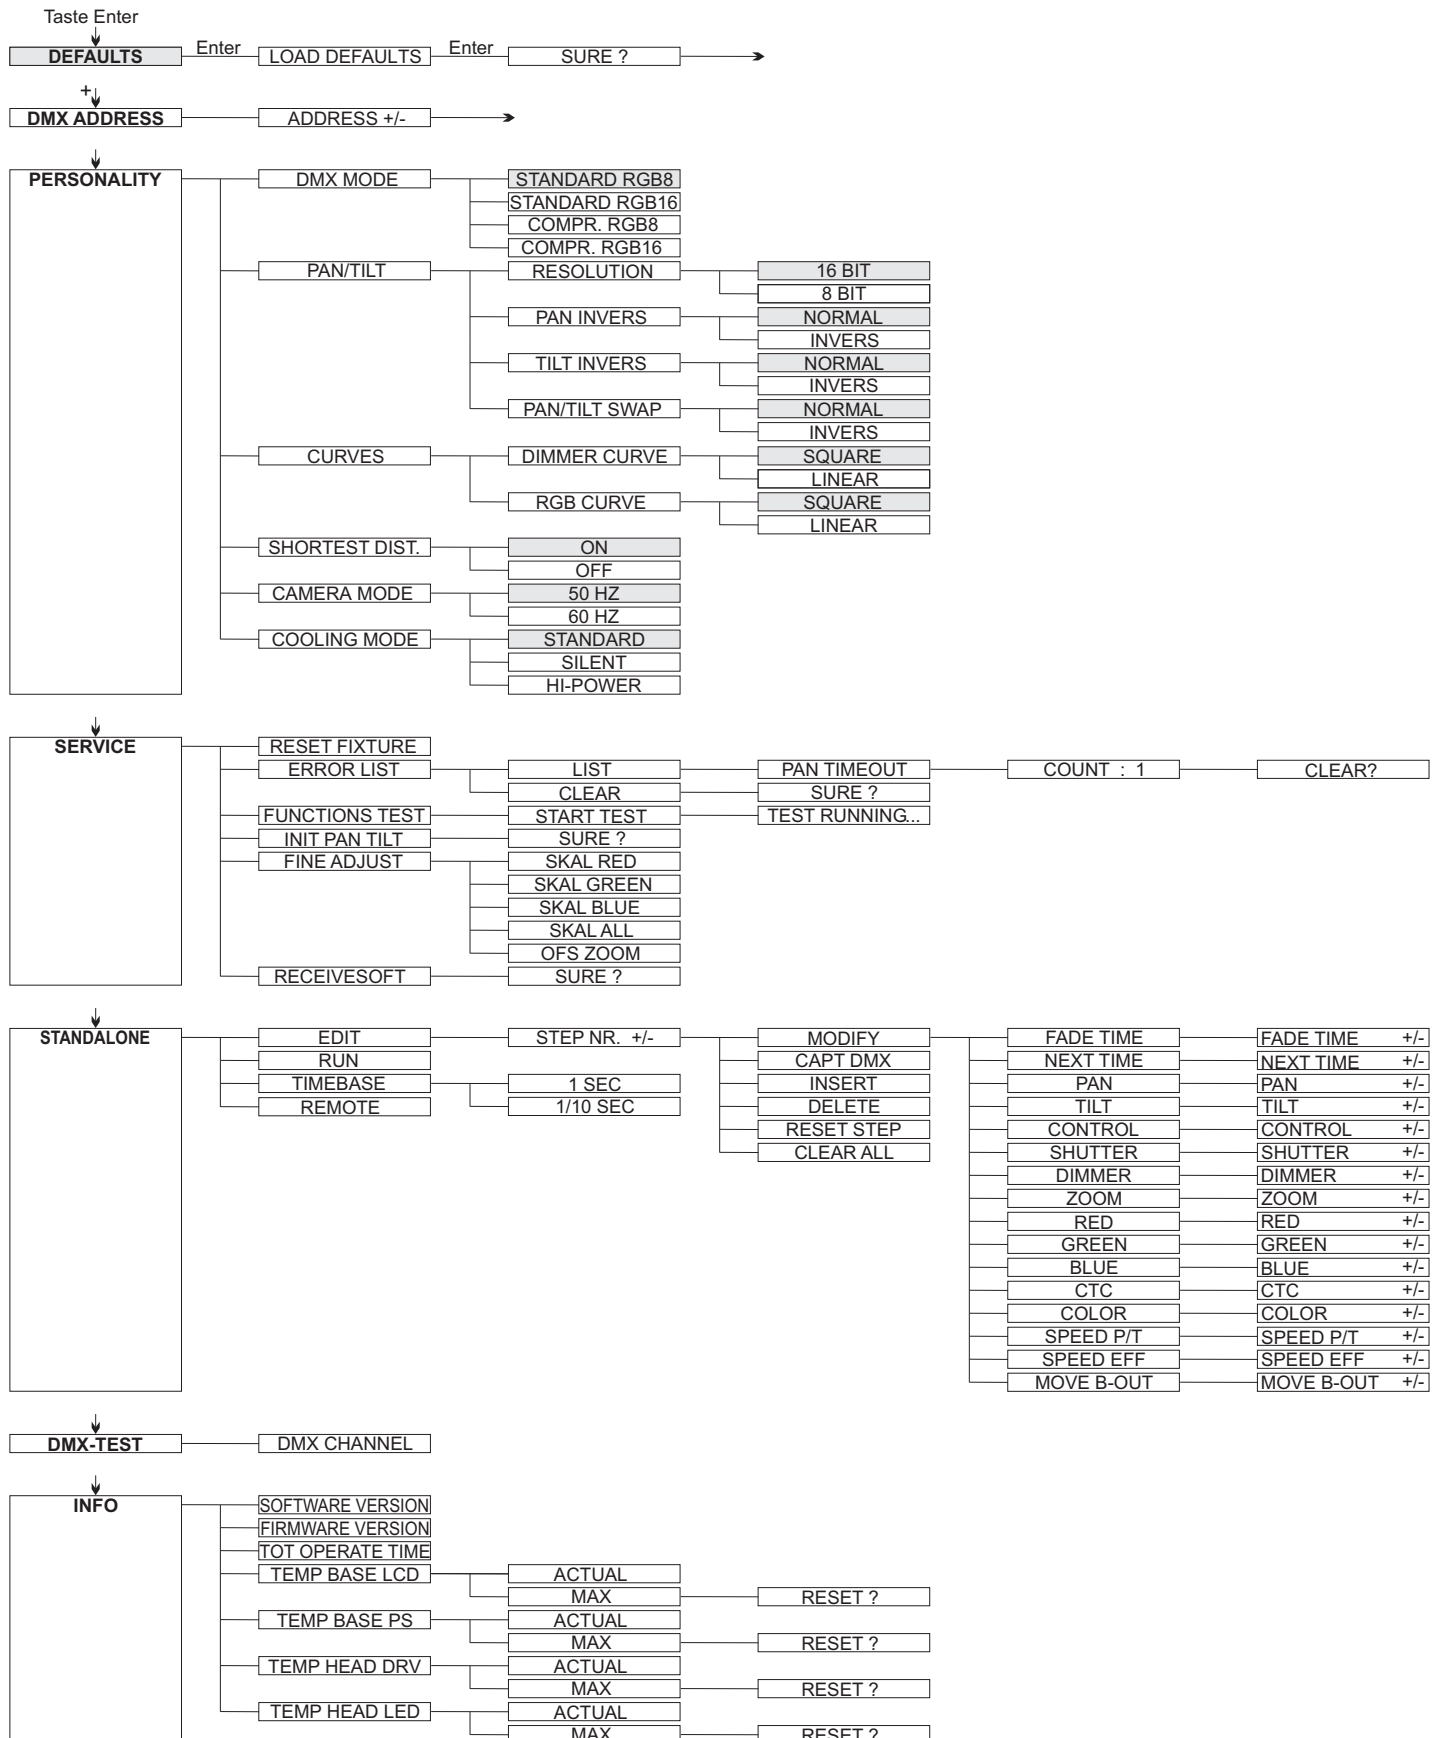 Taste Enter
DEFAULTS Enter LOAD DEFAULTS Enter SURE ?
+
DMX ADDRESS ADDRESS +/-
PERSONALITY DMX MODE STANDARD RGB8
STANDARD RGB16
COMPR. RGB8
COMPR. RGB16
PAN/TILT RESOLUTION 16 BIT
8 BIT
PAN INVERS NORMAL
INVERS
TILT INVERS NORMAL
INVERS
PAN/TILT SWAP NORMAL
INVERS
CURVES DIMMER CURVE SQUARE
LINEAR
RGB CURVE SQUARE
LINEAR
SHORTEST DIST. ON
OFF
CAMERA MODE 50 HZ
60 HZ
COOLING MODE STANDARD
SILENT
HI-POWER
SERVICE RESET FIXTURE
ERROR LIST LIST PAN TIMEOUT COUNT : 1 CLEAR?
CLEAR SURE ?
FUNCTIONS TEST START TEST TEST RUNNING...
INIT PAN TILT SURE ?
FINE ADJUST SKAL RED
SKAL GREEN
SKAL BLUE
SKAL ALL
OFS ZOOM
RECEIVESOFT SURE ?
STANDALONE EDIT STEP NR. +/- MODIFY FADE TIME FADE TIME +/-
RUN CAPT DMX NEXT TIME NEXT TIME +/-
TIMEBASE 1 SEC INSERT PAN PAN +/-
REMOTE 1/10 SEC DELETE TILT TILT +/-
RESET STEP CONTROL CONTROL +/-
CLEAR ALL SHUTTER SHUTTER +/-
DIMMER DIMMER +/-
ZOOM ZOOM +/-
RED RED +/-
GREEN GREEN +/-
BLUE BLUE +/-
CTC CTC +/-
COLOR COLOR +/-
SPEED P/T SPEED P/T +/-
SPEED EFF SPEED EFF +/-
MOVE B-OUT MOVE B-OUT +/-
DMX-TEST DMX CHANNEL
INFO SOFTWARE VERSION
FIRMWARE VERSION
TOT OPERATE TIME
TEMP BASE LCD ACTUAL
MAX RESET ?
TEMP BASE PS ACTUAL
MAX RESET ?
TEMP HEAD DRV ACTUAL
MAX RESET ?
TEMP HEAD LED ACTUAL
MAX RESET ?